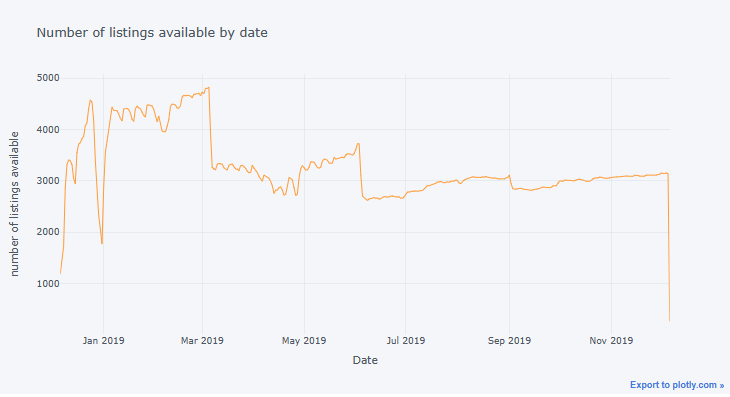 Number of listings available by date
number of listings available
5000
4000
3000
2000
1000
Jan 2019
Mar 2019
May 2019
Jul 2019
Sep 2019
Nov 2019
Date
Export to plotly.com »